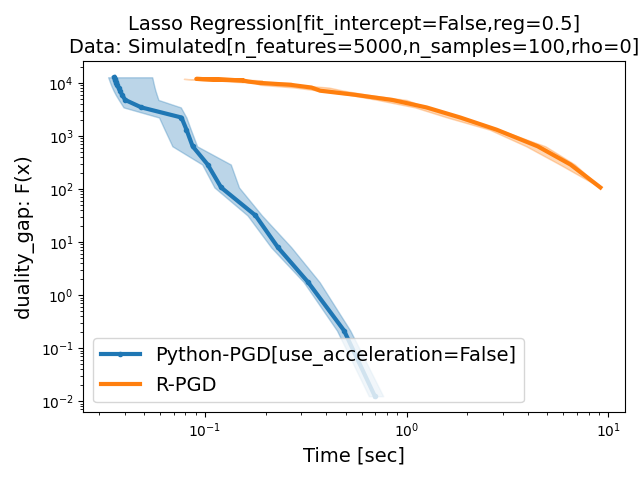 Lasso Regression[fit_intercept=False,reg=0.5]
Data: Simulated[n_features=5000,n_samples=100,rho=0]
duality_gap: F(x)
10⁴
10³
10²
10¹
10⁰
10⁻¹
10⁻²
Python-PGD[use_acceleration=False]
R-PGD
10⁻¹
10⁰
10¹
Time [sec]